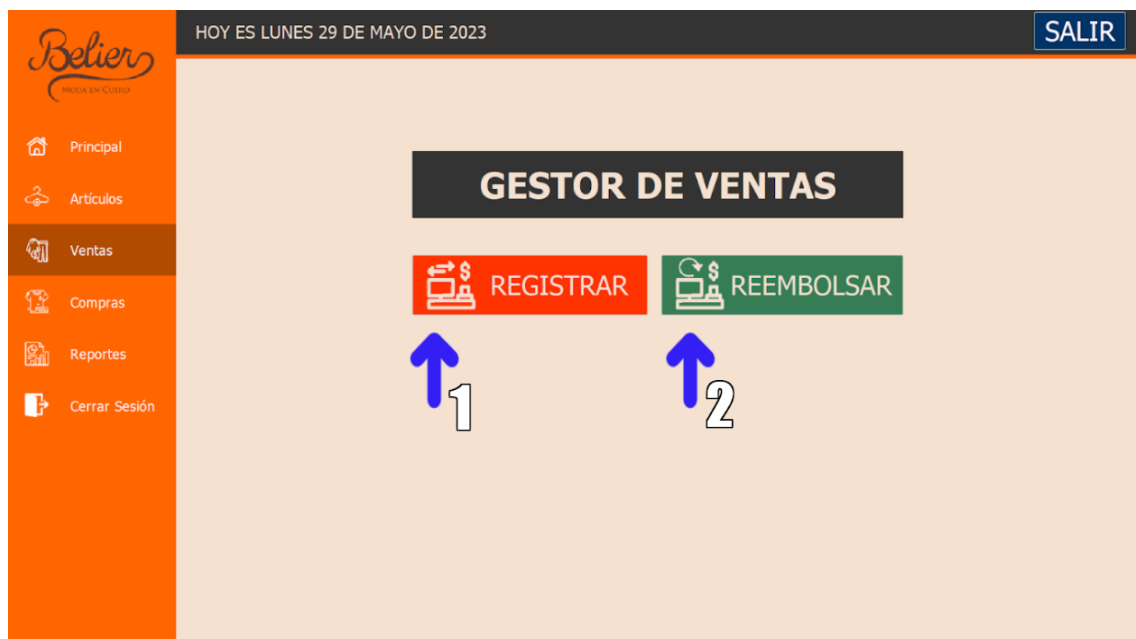 Belier
MODA EN CUERO
HOY ES LUNES 29 DE MAYO DE 2023
SALIR
Principal
Artículos
Ventas
Compras
Reportes
Cerrar Sesión
GESTOR DE VENTAS
REGISTRAR
REEMBOLSAR
1
2